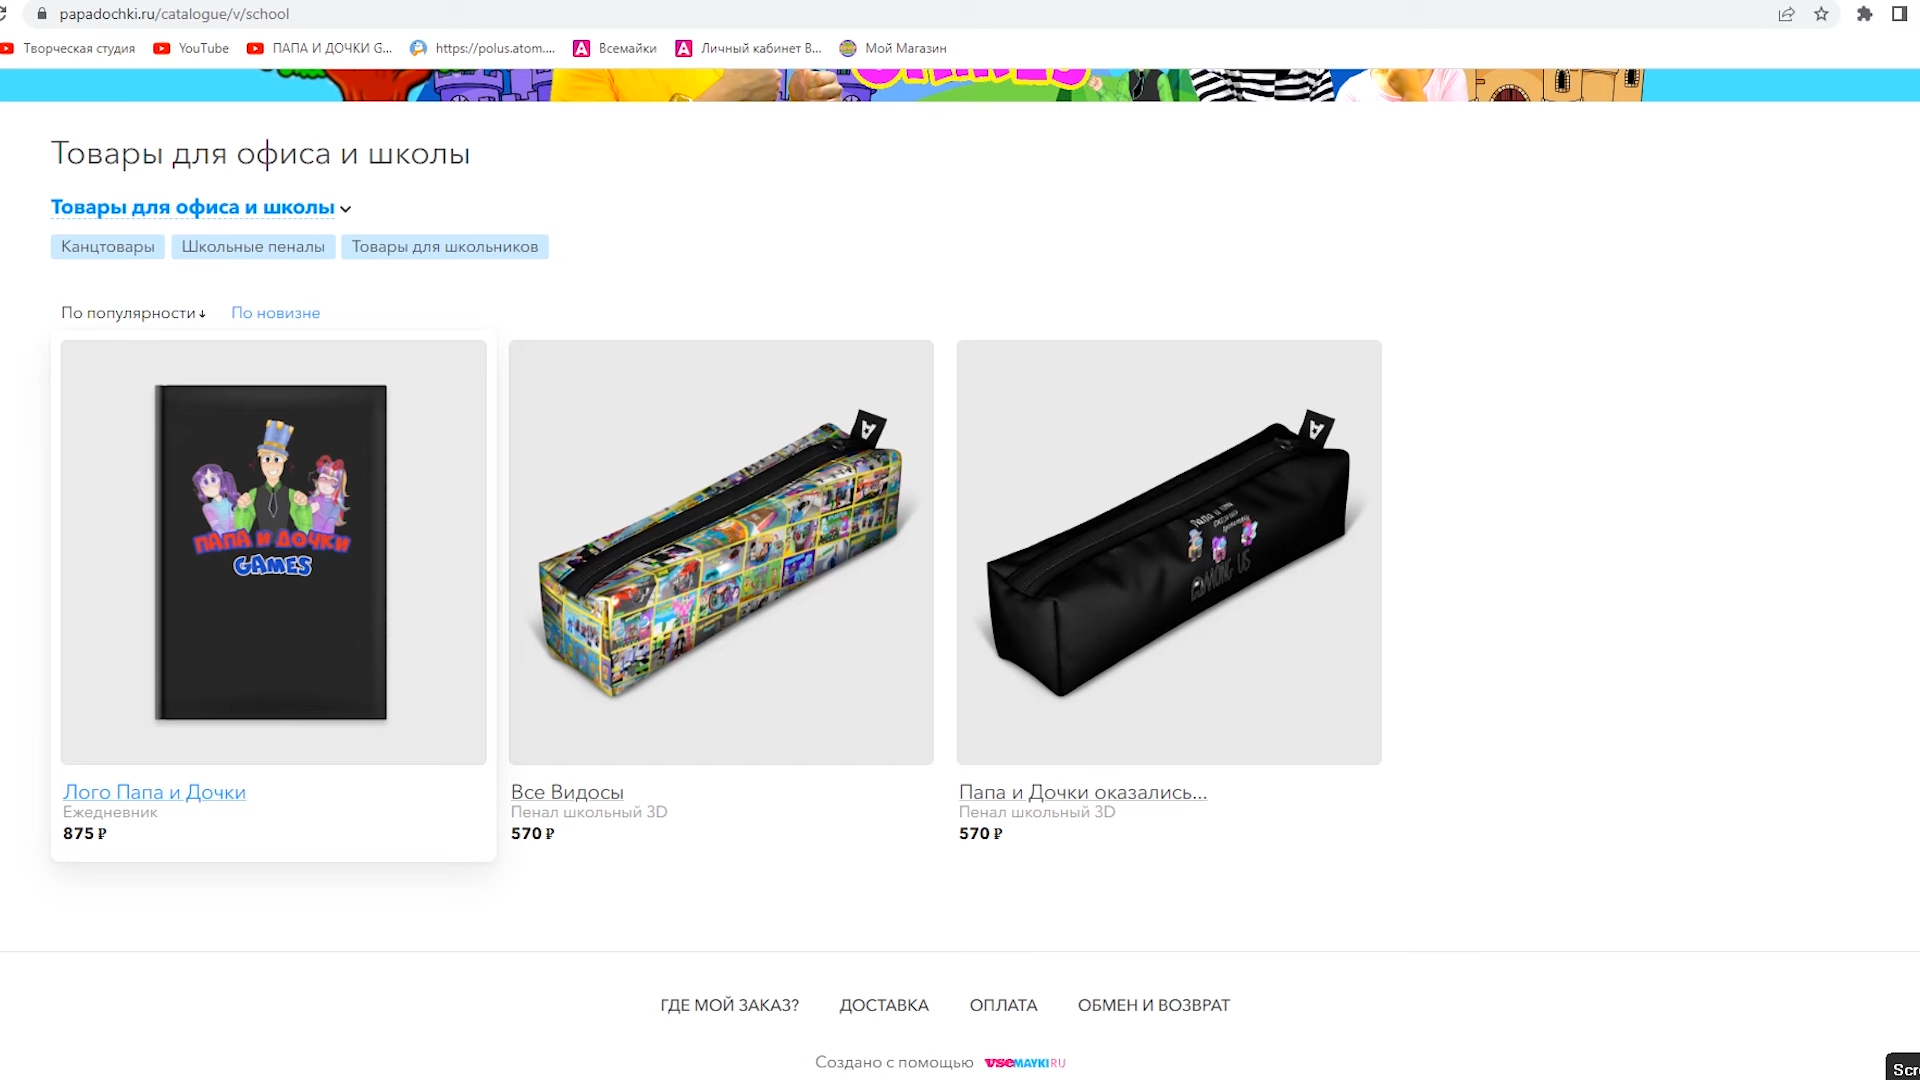 papadochki.ru/catalogue/v/school
Творческая студия YouTube ПАПА И ДОЧКИ G... https://polus.atom.... Всемайки Личный кабинет В... Мой Магазин
Товары для офиса и школы
Товары для офиса и школы
Канцтовары Школьные пеналы Товары для школьников
По популярности↓ По новизне
ПАПА И ДОЧКИ
GAMES
AMONG US
Лого Папа и Дочки
Ежедневник
875 ₽
Все Видосы
Пенал школьный 3D
570 ₽
Папа и Дочки оказались...
Пенал школьный 3D
570 ₽
ГДЕ МОЙ ЗАКАЗ? ДОСТАВКА ОПЛАТА ОБМЕН И ВОЗВРАТ
Создано с помощью VSEMAYKI.RU